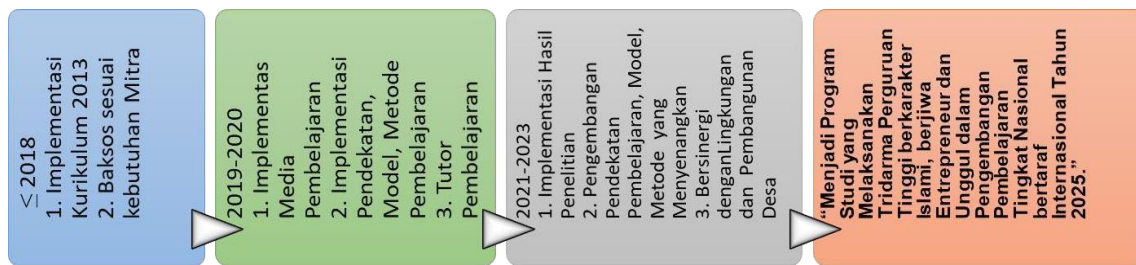 ≤ 2018
1. Implementasi
Kurikulum 2013
2. Baksos sesuai
kebutuhan Mitra
2019-2020
1. Implementas
Media
Pembelajaran
2. Implementasi
Pendekatan,
Model, Metode
Pembelajaran
3. Tutor
Pembelajaran
2021-2023
1. Implementasi Hasil
Penelitian
2. Pengembangan
Pendekatan
Pembelajaran, Model,
Metode yang
Menyenangkan
3. Bersinergi
denganLingkungan
dan Pembangunan
Desa
“Menjadi Program
Studi yang
Melaksanakan
Tridarma Perguruan
Tinggi berkarakter
Islami, berjiwa
Entrepreneur dan
Unggul dalam
Pengembangan
Pembelajaran
Tingkat Nasional
bertaraf
Internasional Tahun
2025.”